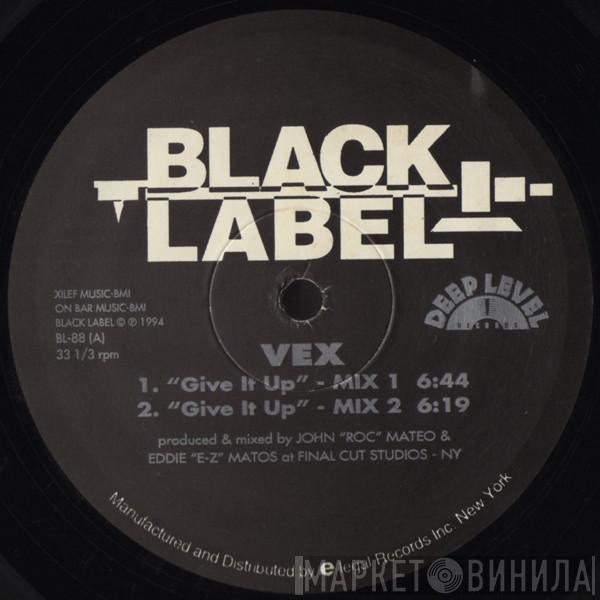 BLACK
LABEL
XILEF MUSIC-BMI
ON BAR MUSIC-BMI
BLACK LABEL © ℗ 1994
BL-88 (A)
33 1/3 rpm
DEEP LEVEL
RECORDS
VEX
1. “Give It Up” - MIX 1 6:44
2. “Give It Up” - MIX 2 6:19
produced & mixed by JOHN “ROC” MATEO &
EDDIE “E-Z” MATOS at FINAL CUT STUDIOS - NY
Manufactured and Distributed by e legal Records Inc. New York
МАРКЕТ ВИНИЛА